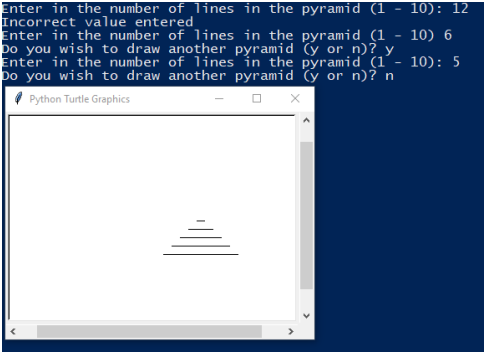 Enter in the number of lines in the pyramid (1 - 10): 12
Incorrect value entered
Enter in the number of lines in the pyramid (1 - 10) 6
Do you wish to draw another pyramid (y or n)? y
Enter in the number of lines in the pyramid (1 - 10): 5
Do you wish to draw another pyramid (y or n)? n
Python Turtle Graphics